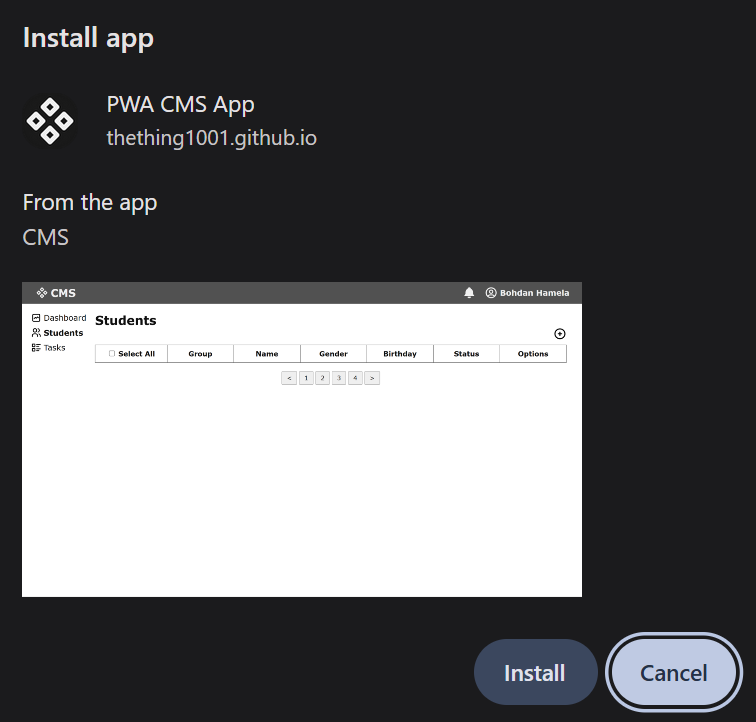 Install app
PWA CMS App
thething1001.github.io
From the app
CMS
CMS
Bohdan Hamela
Dashboard
Students
Students
Tasks
Select All Group Name Gender Birthday Status Options
< 1 2 3 4 >
Install Cancel